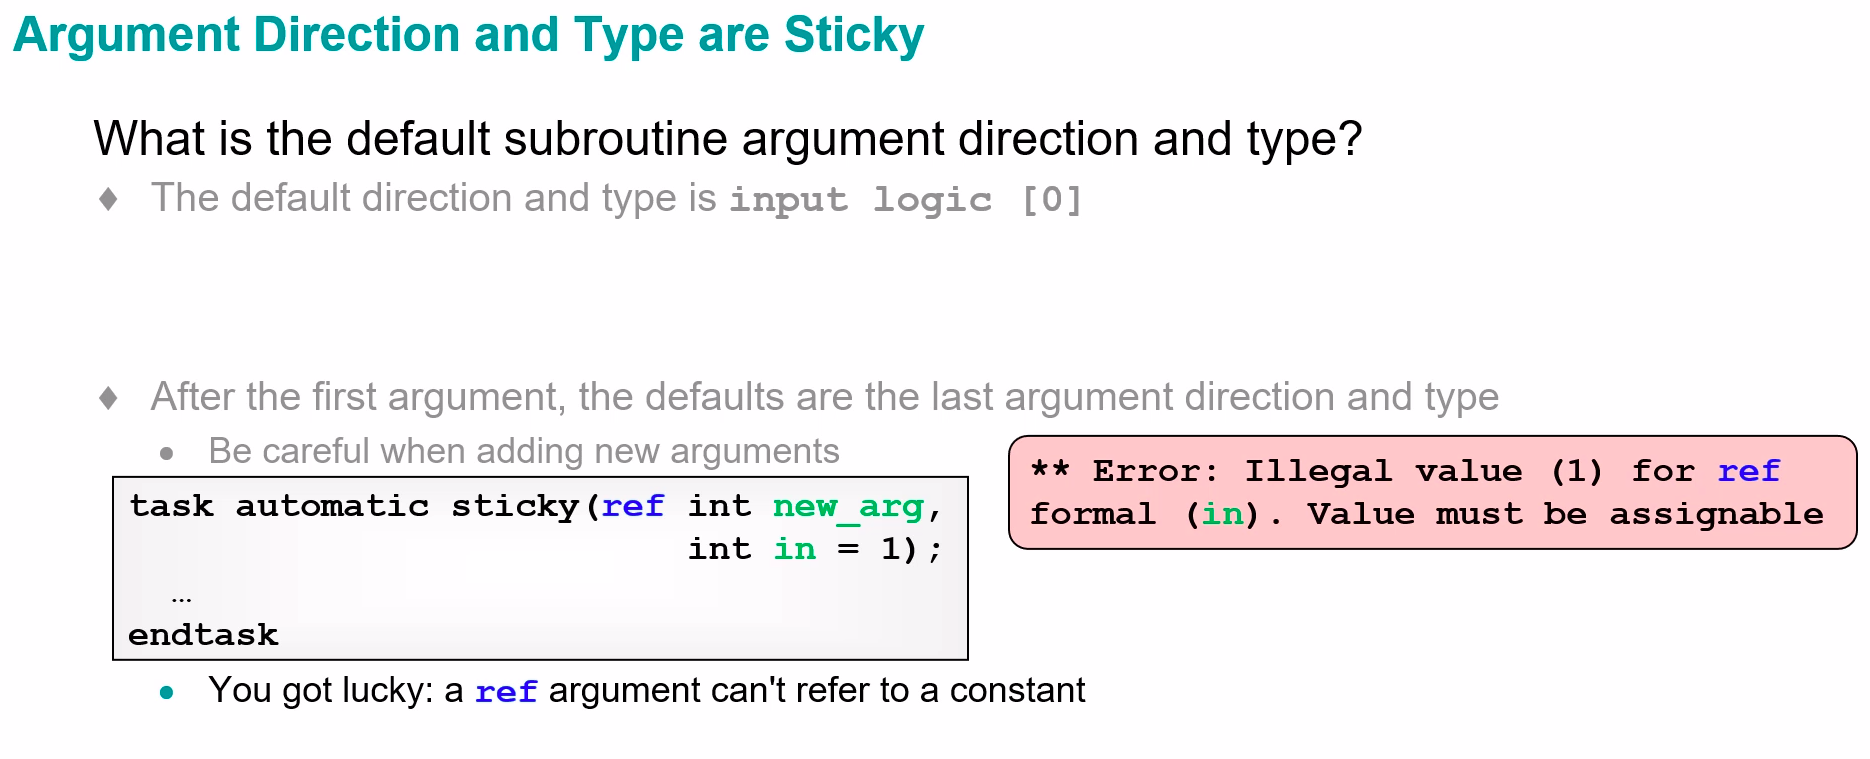 Argument Direction and Type are Sticky
What is the default subroutine argument direction and type?
♦ The default direction and type is input logic [0]
♦ After the first argument, the defaults are the last argument direction and type
• Be careful when adding new arguments
task automatic sticky(ref int new_arg,
int in = 1);
…
endtask
** Error: Illegal value (1) for ref
formal (in). Value must be assignable
• You got lucky: a ref argument can't refer to a constant